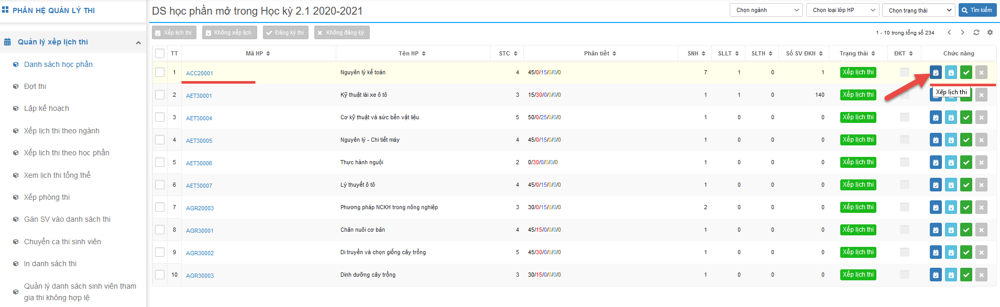 PHÂN HỆ QUẢN LÝ THI
Quản lý xếp lịch thi
Danh sách học phần
Đợt thi
Lập kế hoạch
Xếp lịch thi theo ngành
Xếp lịch thi theo học phần
Xem lịch thi tổng thể
Xếp phòng thi
Gán SV vào danh sách thi
Chuyển ca thi sinh viên
In danh sách thi
Quản lý danh sách sinh viên tham
gia thi không hợp lệ
DS học phần mở trong Học kỳ 2.1 2020-2021
Chọn ngành Chọn loại lớp HP Chọn trạng thái Tìm kiếm
Xếp lịch thi Không xếp lịch Đăng ký thi Không đăng ký
1 - 10 trong tổng số 234
TT Mã HP Tên HP STC Phân tiết SNH SLLT SLTH Số SV ĐKH Trạng thái ĐKT Chức năng
1 ACC20001 Nguyên lý kế toán 4 45/0/15/0/0/0 7 1 0 1 Xếp lịch thi
2 AET30001 Kỹ thuật lái xe ô tô 3 15/30/0/0/0/0 1 1 0 140 Xếp lịch thi Xếp lịch thi
3 AET30004 Cơ kỹ thuật và sức bền vật liệu 5 50/0/25/0/0/0 1 0 0 0 Xếp lịch thi
4 AET30005 Nguyên lý - Chi tiết máy 4 45/0/15/0/0/0 1 0 0 0 Xếp lịch thi
5 AET30006 Thực hành nguội 2 0/30/0/0/0/0 1 0 0 0 Xếp lịch thi
6 AET30007 Lý thuyết ô tô 4 45/0/15/0/0/0 1 0 0 0 Xếp lịch thi
7 AGR20003 Phương pháp NCKH trong nông nghiệp 3 30/0/15/0/0/0 2 0 0 0 Xếp lịch thi
8 AGR30001 Chăn nuôi cơ bản 4 45/15/0/0/0/0 1 0 0 0 Xếp lịch thi
9 AGR30002 Di truyền và chọn giống cây trồng 5 45/30/0/0/0/0 1 0 0 0 Xếp lịch thi
10 AGR30003 Dinh dưỡng cây trồng 3 30/15/0/0/0/0 1 0 0 0 Xếp lịch thi